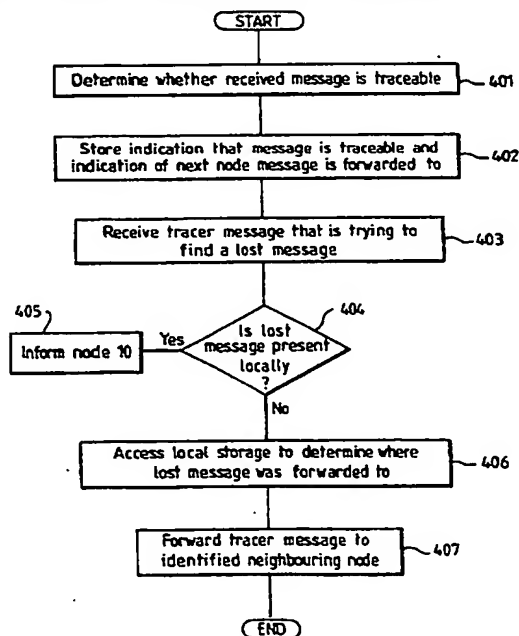 START
Determine whether received message is traceable
401
Store indication that message is traceable and
indication of next node message is forwarded to
402
Receive tracer message that is trying to
find a lost message
403
404
Is lost
message present
locally
?
Yes
405
Inform node 10
No
Access local storage to determine where
lost message was forwarded to
406
Forward tracer message to
identified neighbouring node
407
END